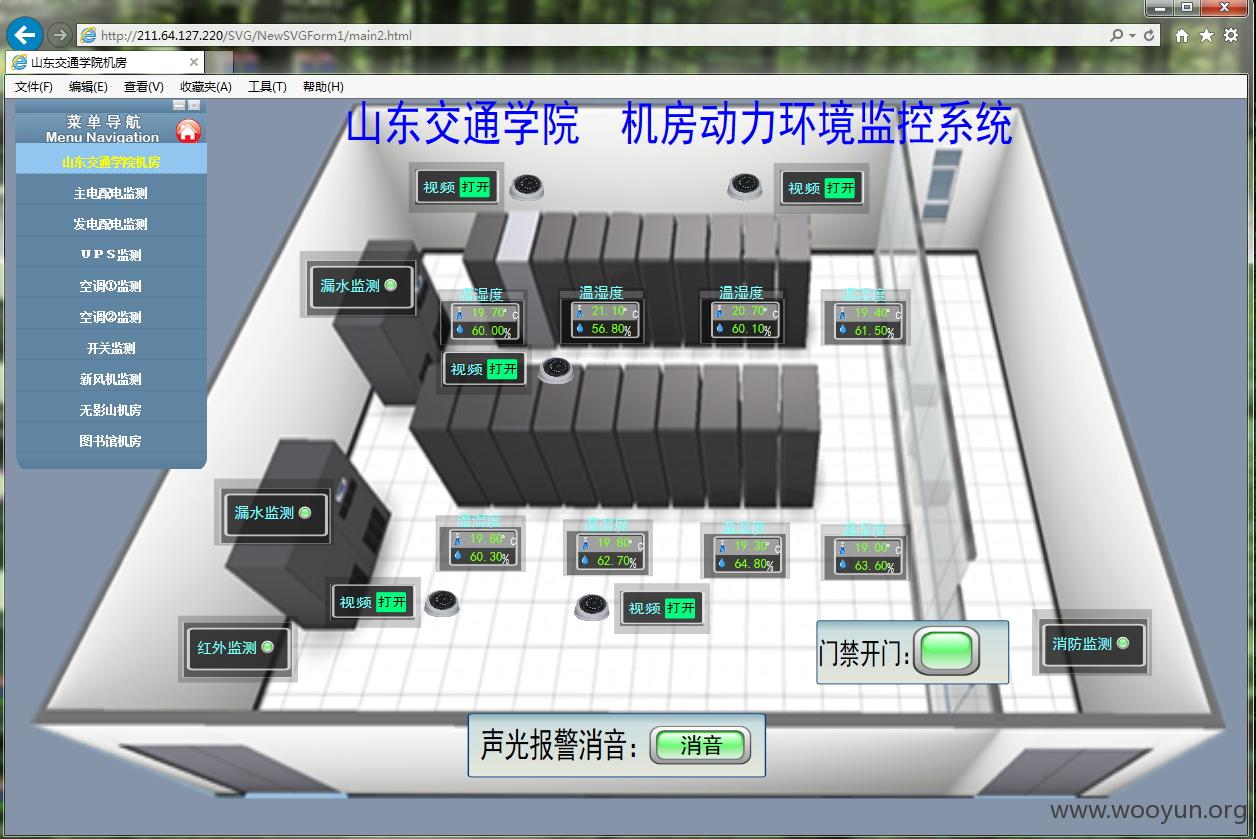 http://211.64.127.220/SVG/NewSVGForm1/main2.html
山东交通学院机房
文件(F) 编辑(E) 查看(V) 收藏夹(A) 工具(T) 帮助(H)
菜单导航
Menu Navigation
山东交通学院机房
主电配电监测
发电配电监测
UPS监测
空调①监测
空调②监测
开关监测
新风机监测
无影山机房
图书馆机房
山东交通学院 机房动力环境监控系统
视频 打开
视频 打开
漏水监测
温湿度
19.70° C
60.00%
温湿度
21.10° C
56.80%
温湿度
20.70° C
60.10%
温湿度
19.40° C
61.50%
视频 打开
漏水监测
温湿度
19.80° C
60.30%
温湿度
19.80° C
62.70%
温湿度
19.30° C
64.80%
温湿度
19.00° C
63.60%
视频 打开
视频 打开
红外监测
门禁开门:
消防监测
声光报警消音: 消音
www.wooyun.org